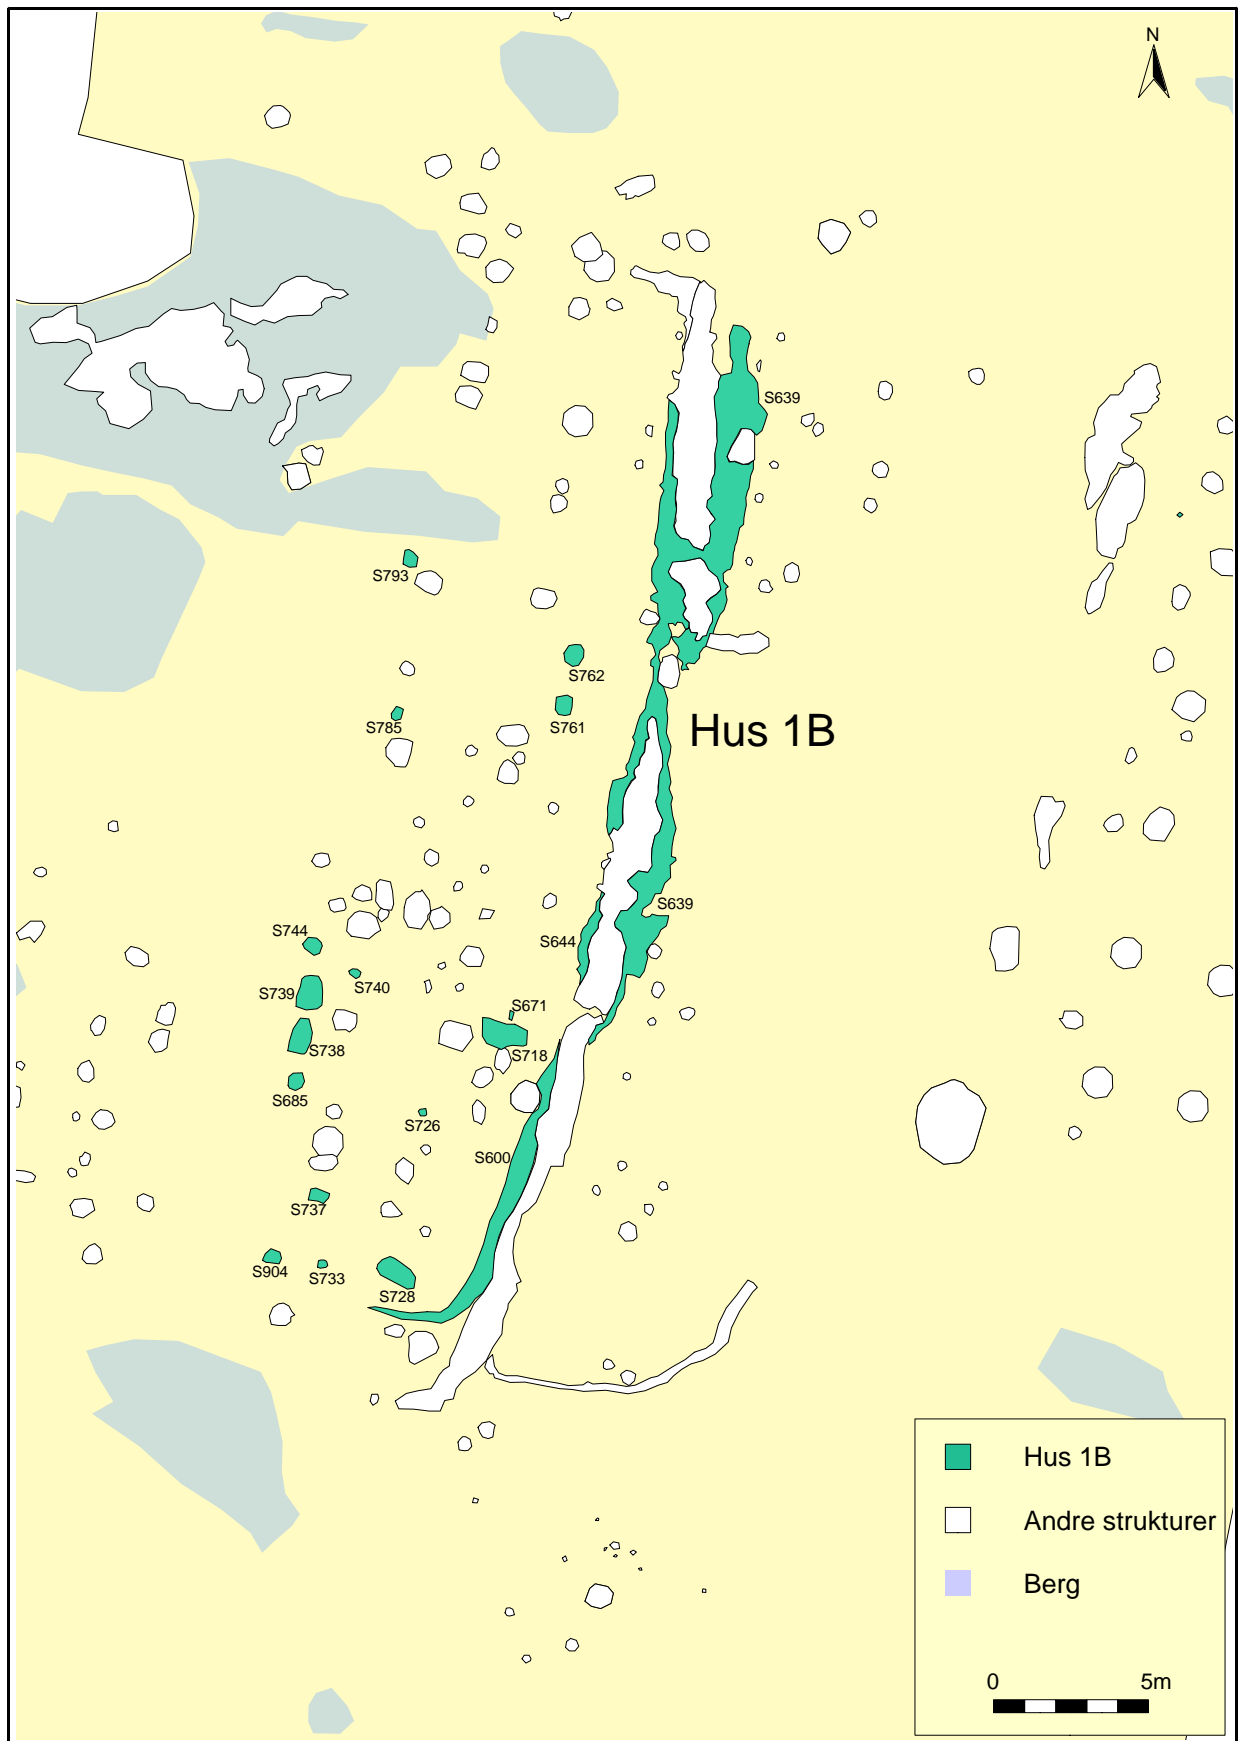 N
S639
S793
S762
S785
S761
Hus 1B
S639
S744
S644
S740
S739
S671
S738
S718
S685
S726
S600
S737
S904
S733
S728
Hus 1B
Andre strukturer
Berg
0 5m